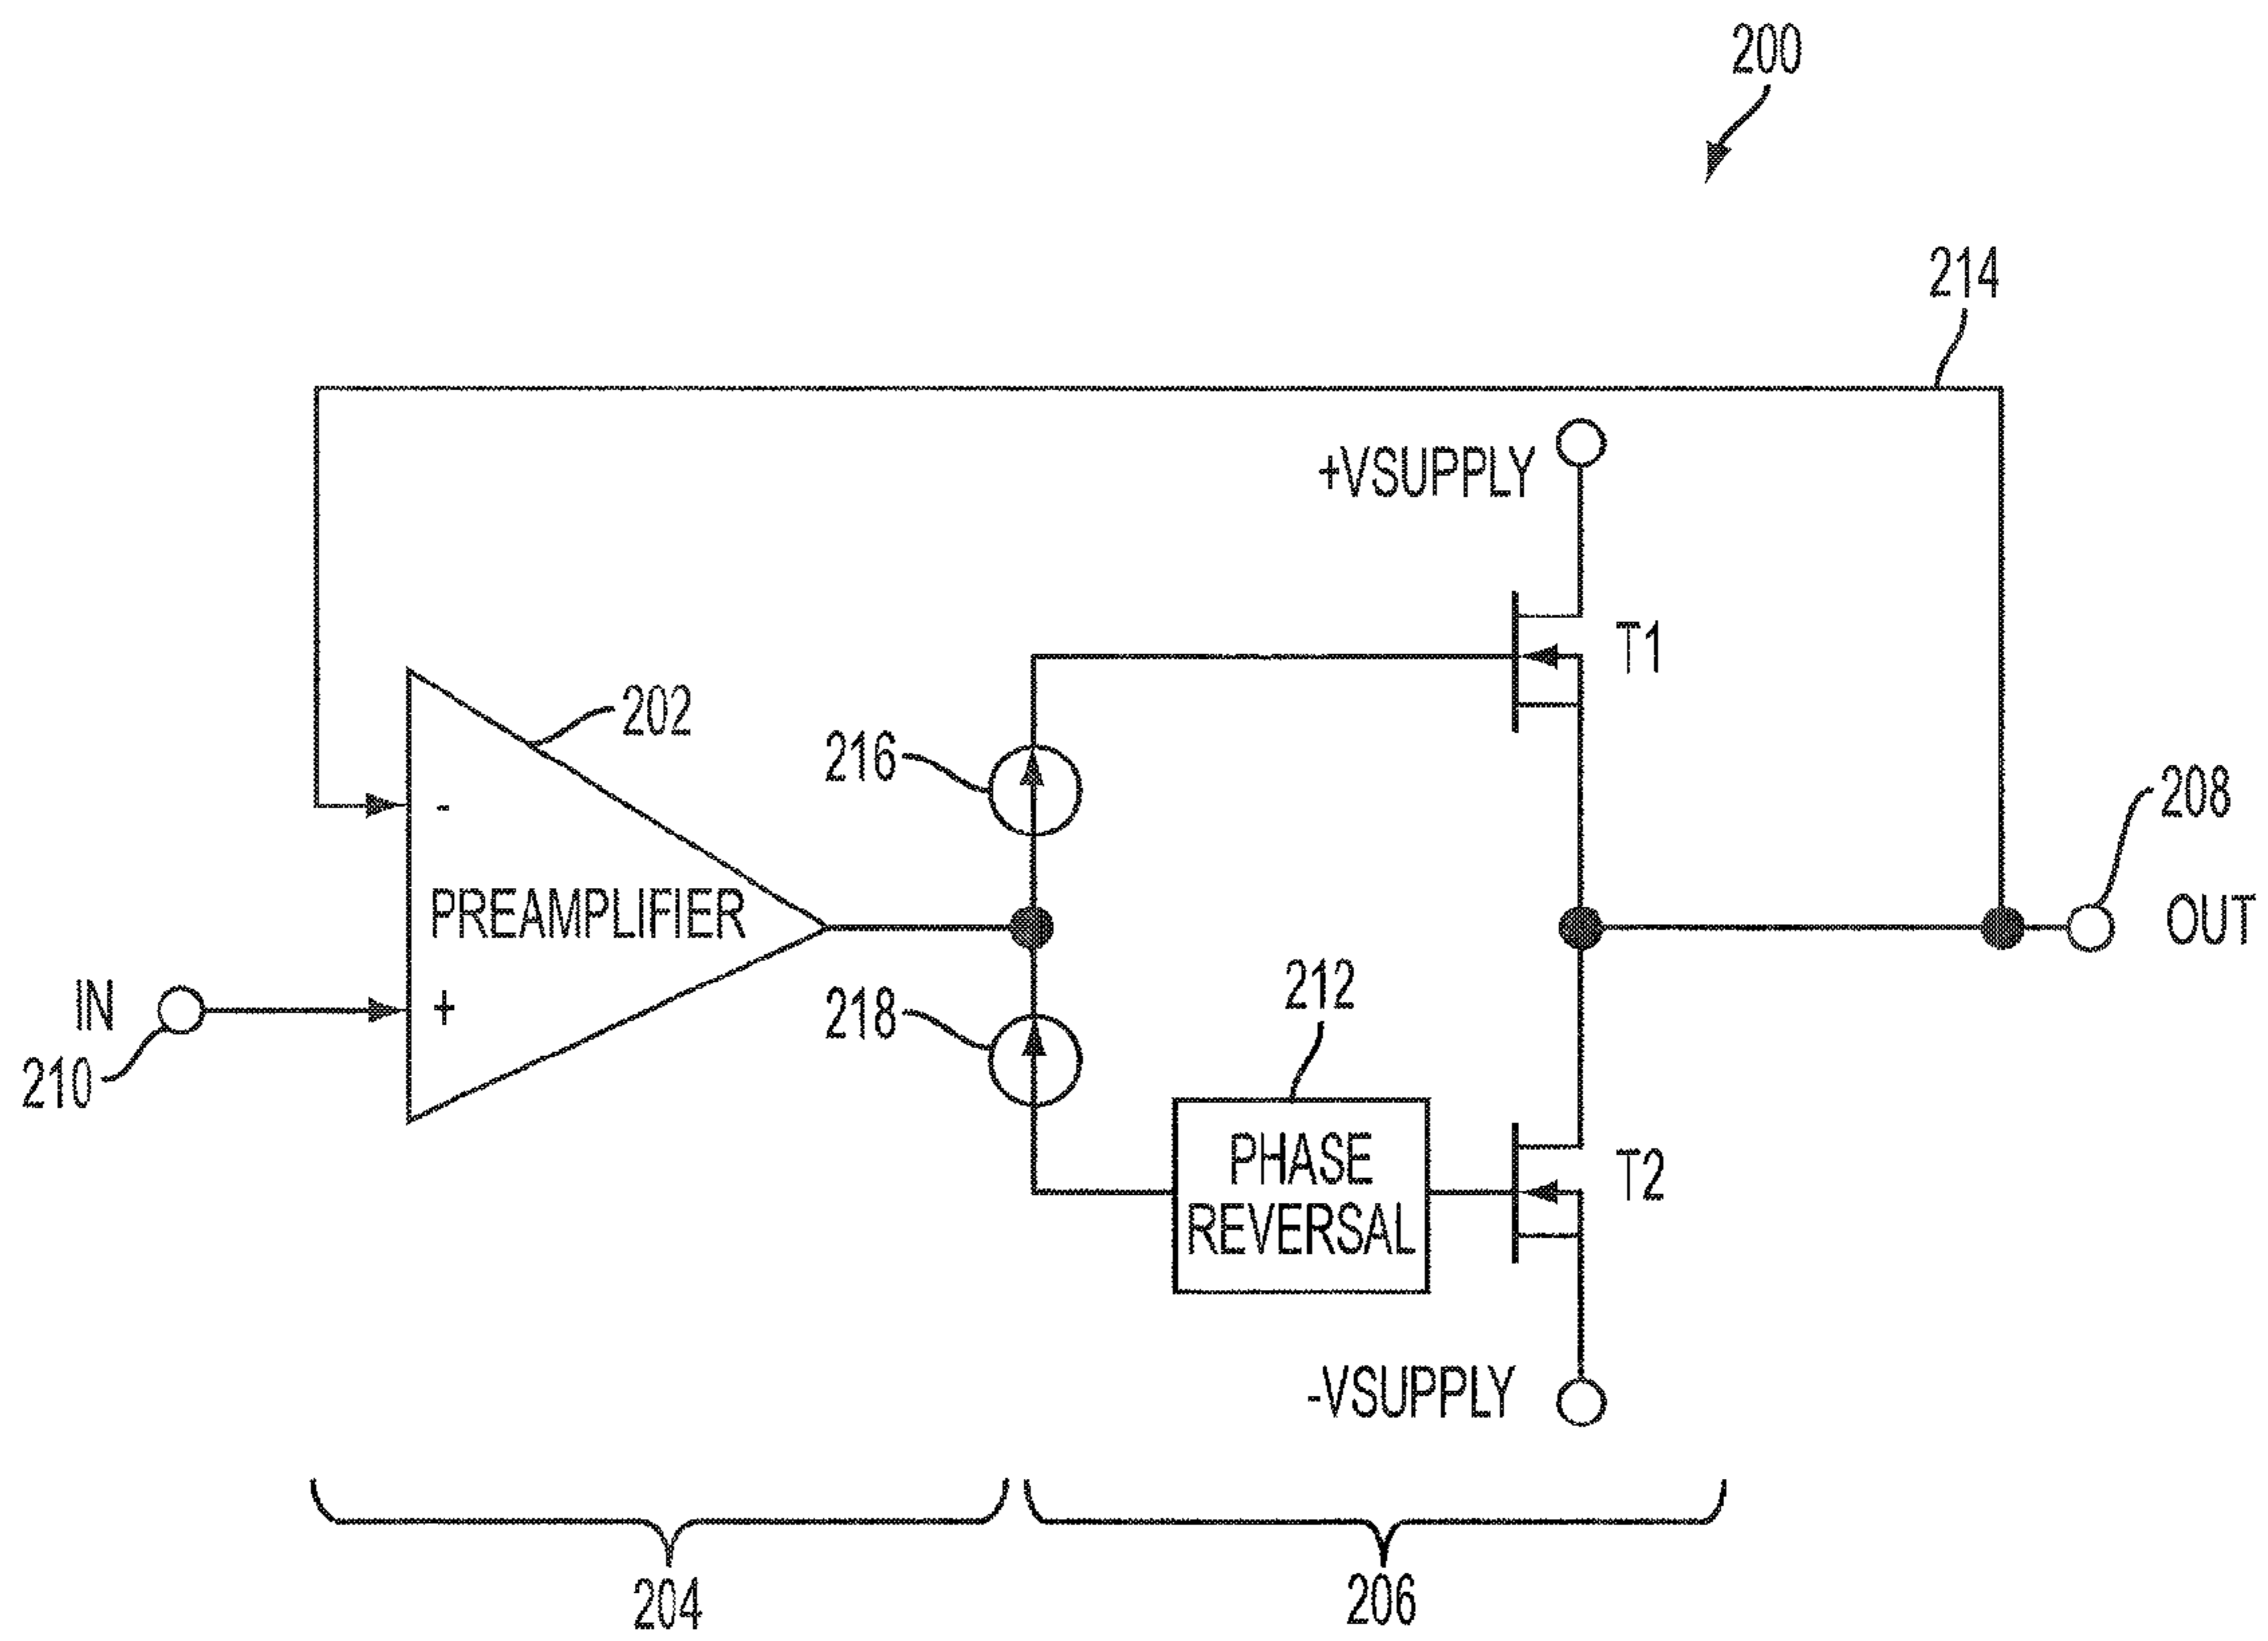 200
214
+VSUPPLY
T1
202
216
208
-
PREAMPLIFIER
OUT
IN
+
218
212
210
PHASE
REVERSAL
T2
-VSUPPLY
204
206